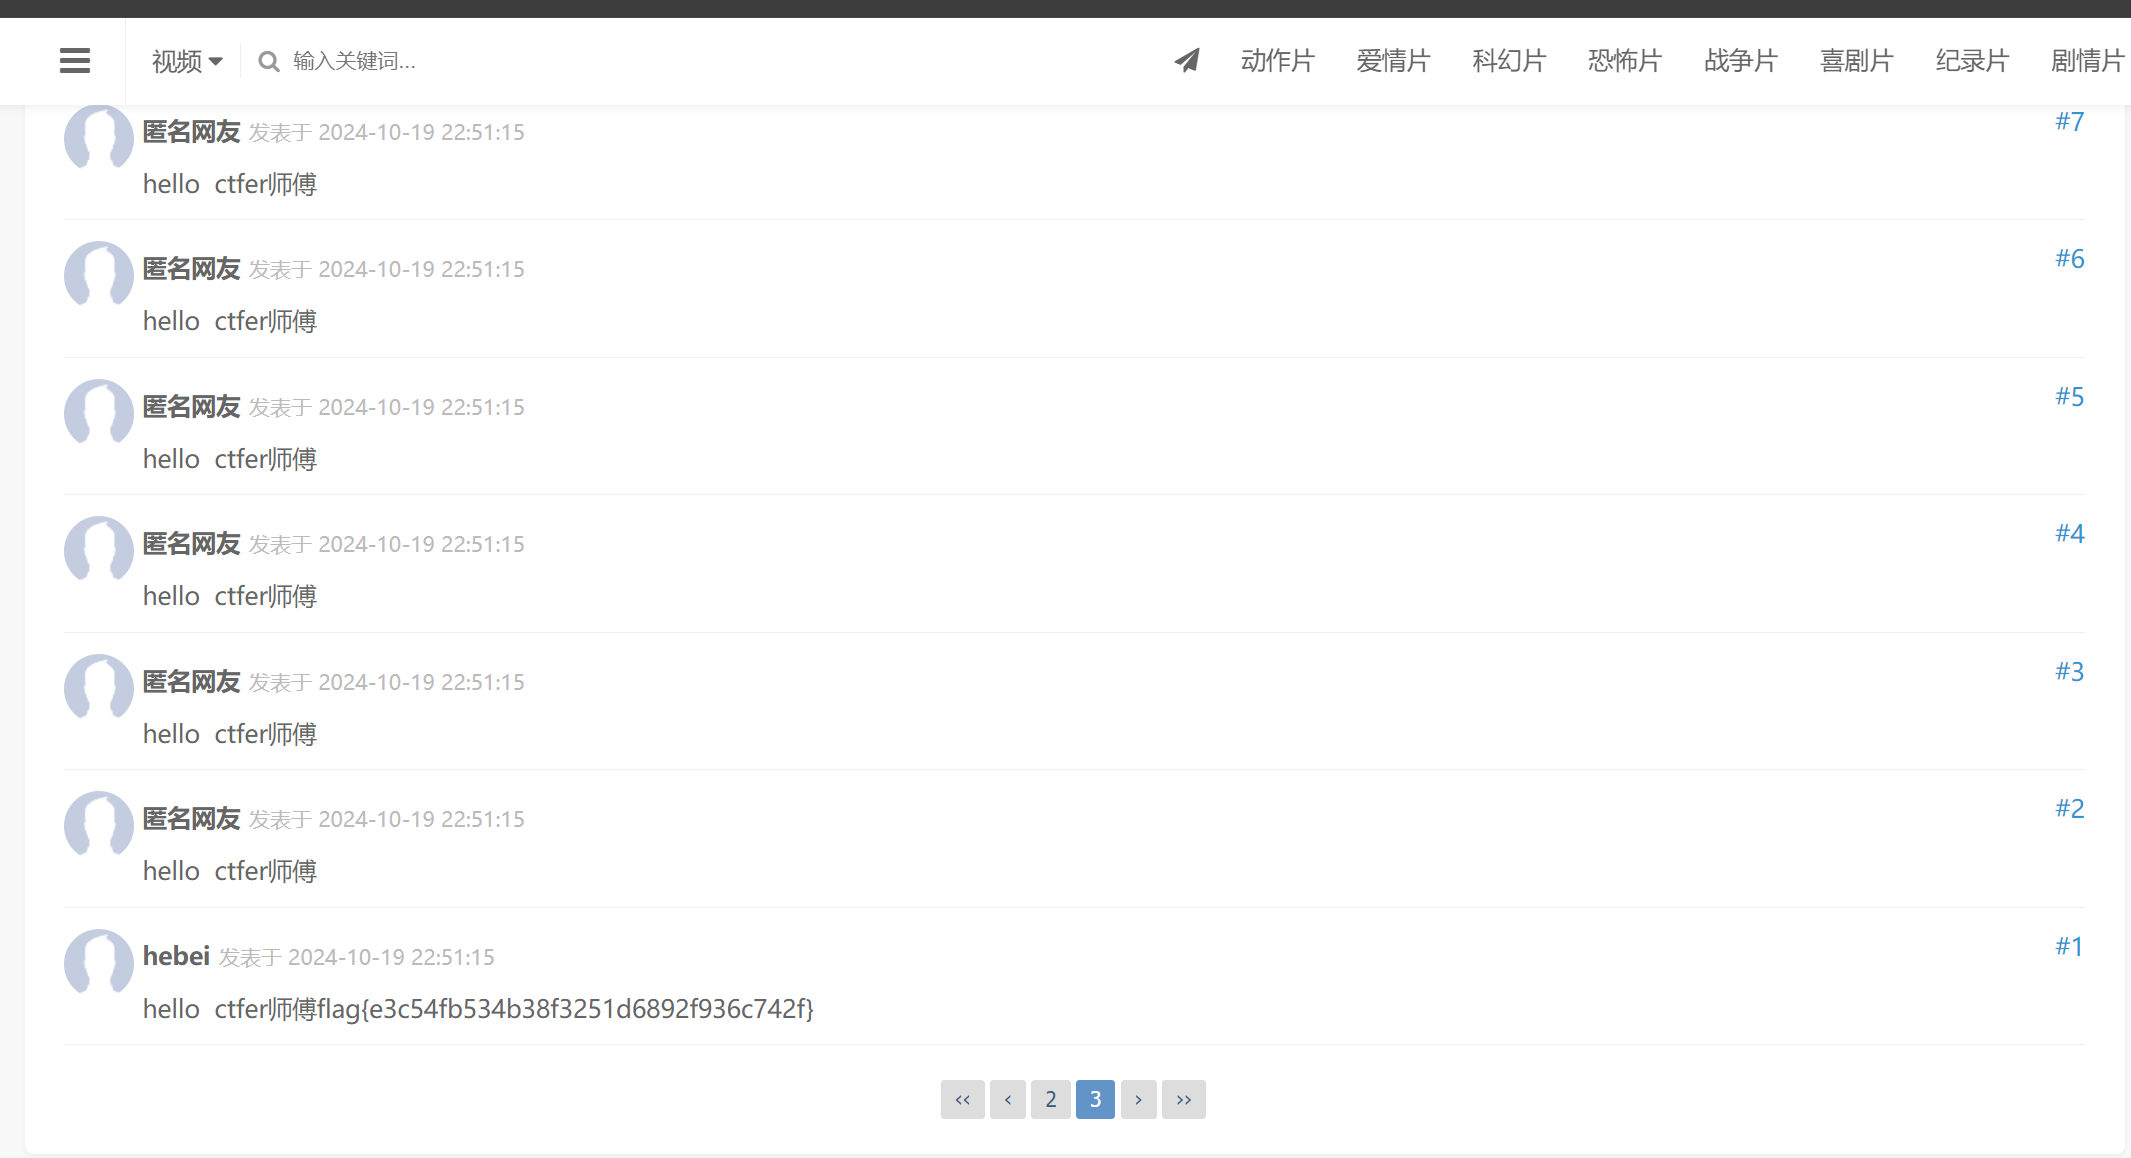 视频 输入关键词... 动作片 爱情片 科幻片 恐怖片 战争片 喜剧片 纪录片 剧情片
匿名网友 发表于 2024-10-19 22:51:15 #7
hello  ctfer师傅
匿名网友 发表于 2024-10-19 22:51:15 #6
hello  ctfer师傅
匿名网友 发表于 2024-10-19 22:51:15 #5
hello  ctfer师傅
匿名网友 发表于 2024-10-19 22:51:15 #4
hello  ctfer师傅
匿名网友 发表于 2024-10-19 22:51:15 #3
hello  ctfer师傅
匿名网友 发表于 2024-10-19 22:51:15 #2
hello  ctfer师傅
hebei 发表于 2024-10-19 22:51:15 #1
hello  ctfer师傅flag{e3c54fb534b38f3251d6892f936c742f}
‹‹ ‹ 2 3 › ››